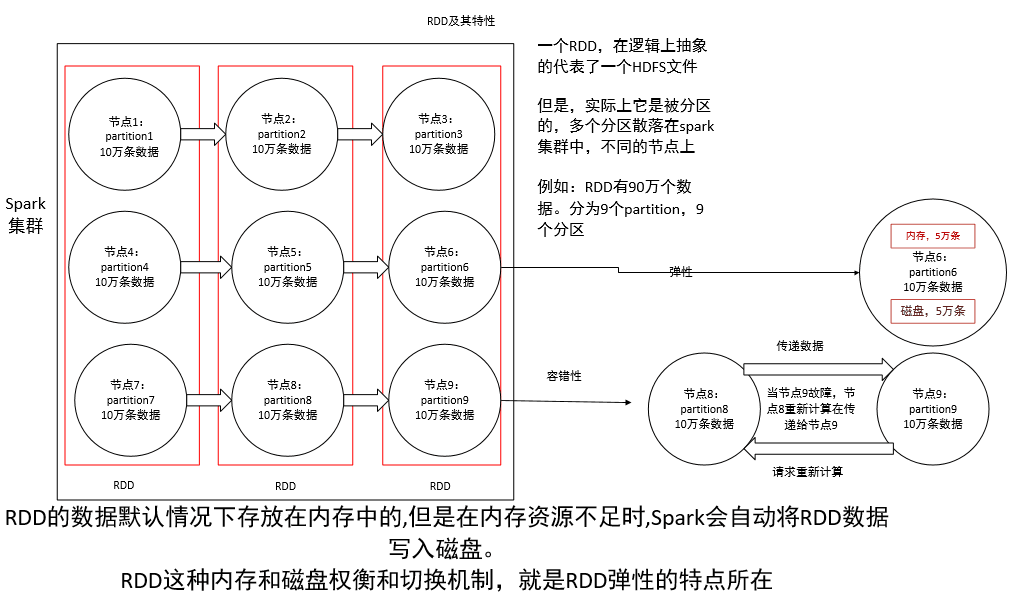 RDD及其特性
一个RDD，在逻辑上抽象
的代表了一个HDFS文件
但是，实际上它是被分区
的，多个分区散落在spark
集群中，不同的节点上
例如：RDD有90万个数
据。分为9个partition，9
个分区
Spark
集群
节点1：
partition1
10万条数据
节点2：
partition2
10万条数据
节点3：
partition3
10万条数据
节点4：
partition4
10万条数据
节点5：
partition5
10万条数据
节点6：
partition6
10万条数据
弹性
内存，5万条
节点6：
partition6
10万条数据
磁盘，5万条
节点7：
partition7
10万条数据
节点8：
partition8
10万条数据
节点9：
partition9
10万条数据
容错性
传递数据
节点8：
partition8
10万条数据
当节点9故障，节
点8重新计算在传
递给节点9
节点9：
partition9
10万条数据
请求重新计算
RDD
RDD
RDD
RDD的数据默认情况下存放在内存中的,但是在内存资源不足时,Spark会自动将RDD数据
写入磁盘。
RDD这种内存和磁盘权衡和切换机制，就是RDD弹性的特点所在